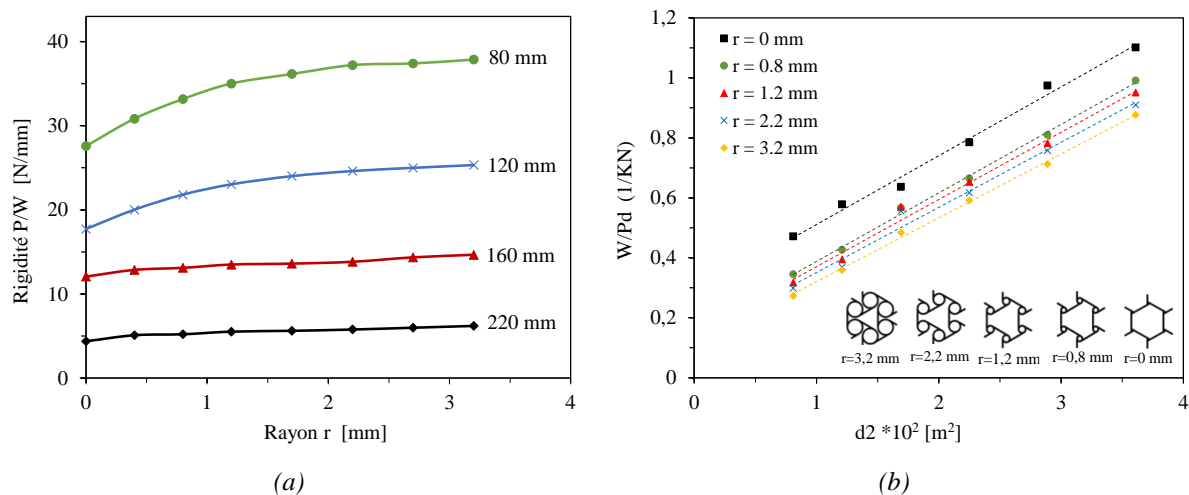 40
30
20
10
0
0
1
2
3
4
Rigidité P/W [N/mm]
Rayon r [mm]
80 mm
120 mm
160 mm
220 mm
(a)
1,2
1
0,8
0,6
0,4
0,2
0
1
2
3
4
W/Pd (1/KN)
d2 *10² [m²]
r = 0 mm
r = 0.8 mm
r = 1.2 mm
r = 2.2 mm
r = 3.2 mm
r=3,2 mm
r=2,2 mm
r=1,2 mm
r=0,8 mm
r=0 mm
(b)